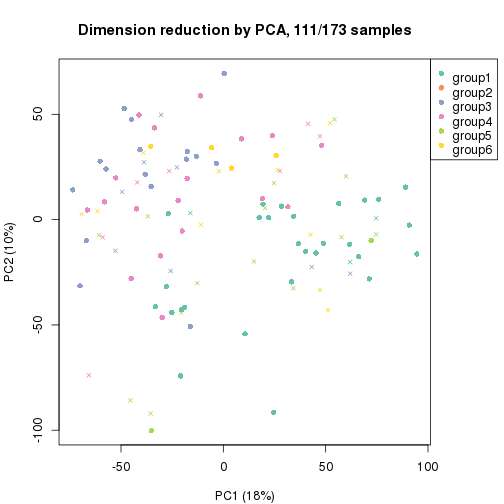 Dimension reduction by PCA, 111/173 samples
group1
group2
group3
group4
group5
group6
50
0
-50
-100
PC2 (10%)
-50
0
50
100
PC1 (18%)